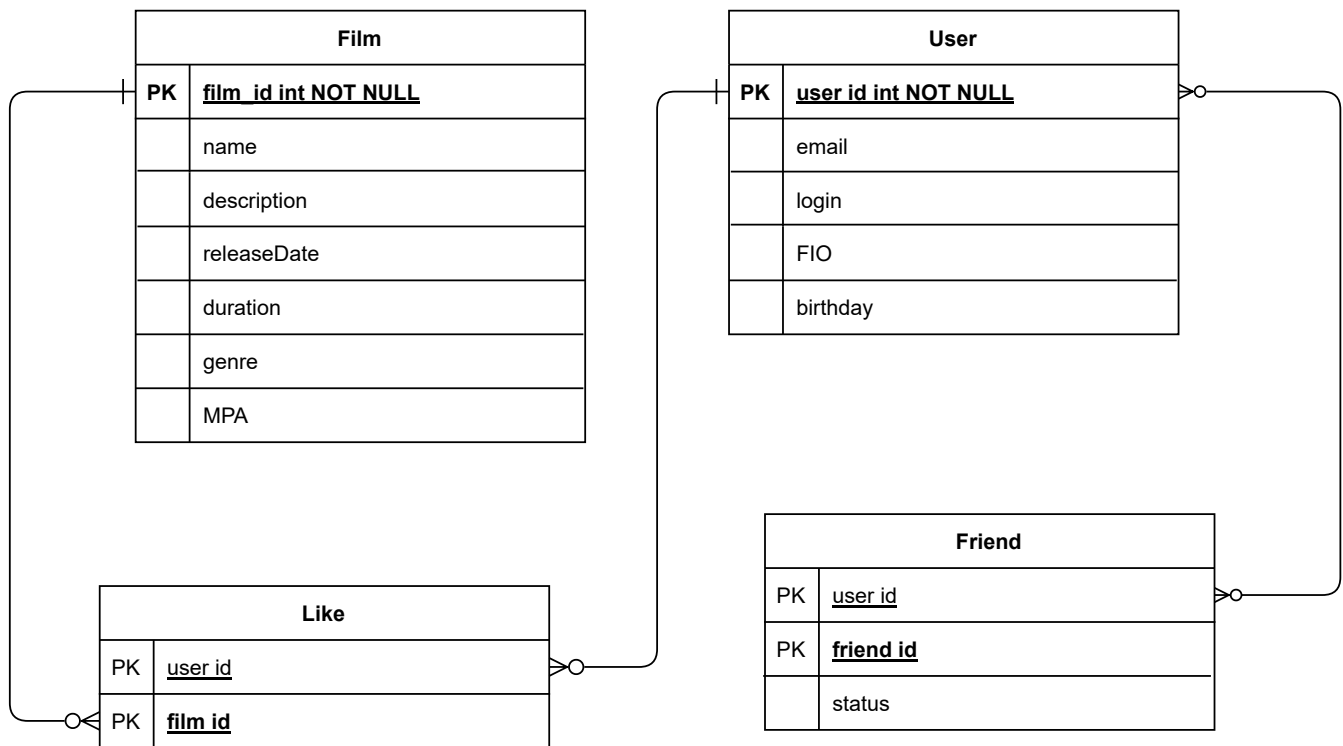 Film
PK film_id int NOT NULL
name
description
releaseDate
duration
genre
MPA
User
PK user id int NOT NULL
email
login
FIO
birthday
Like
PK user id
PK film id
Friend
PK user id
PK friend id
status